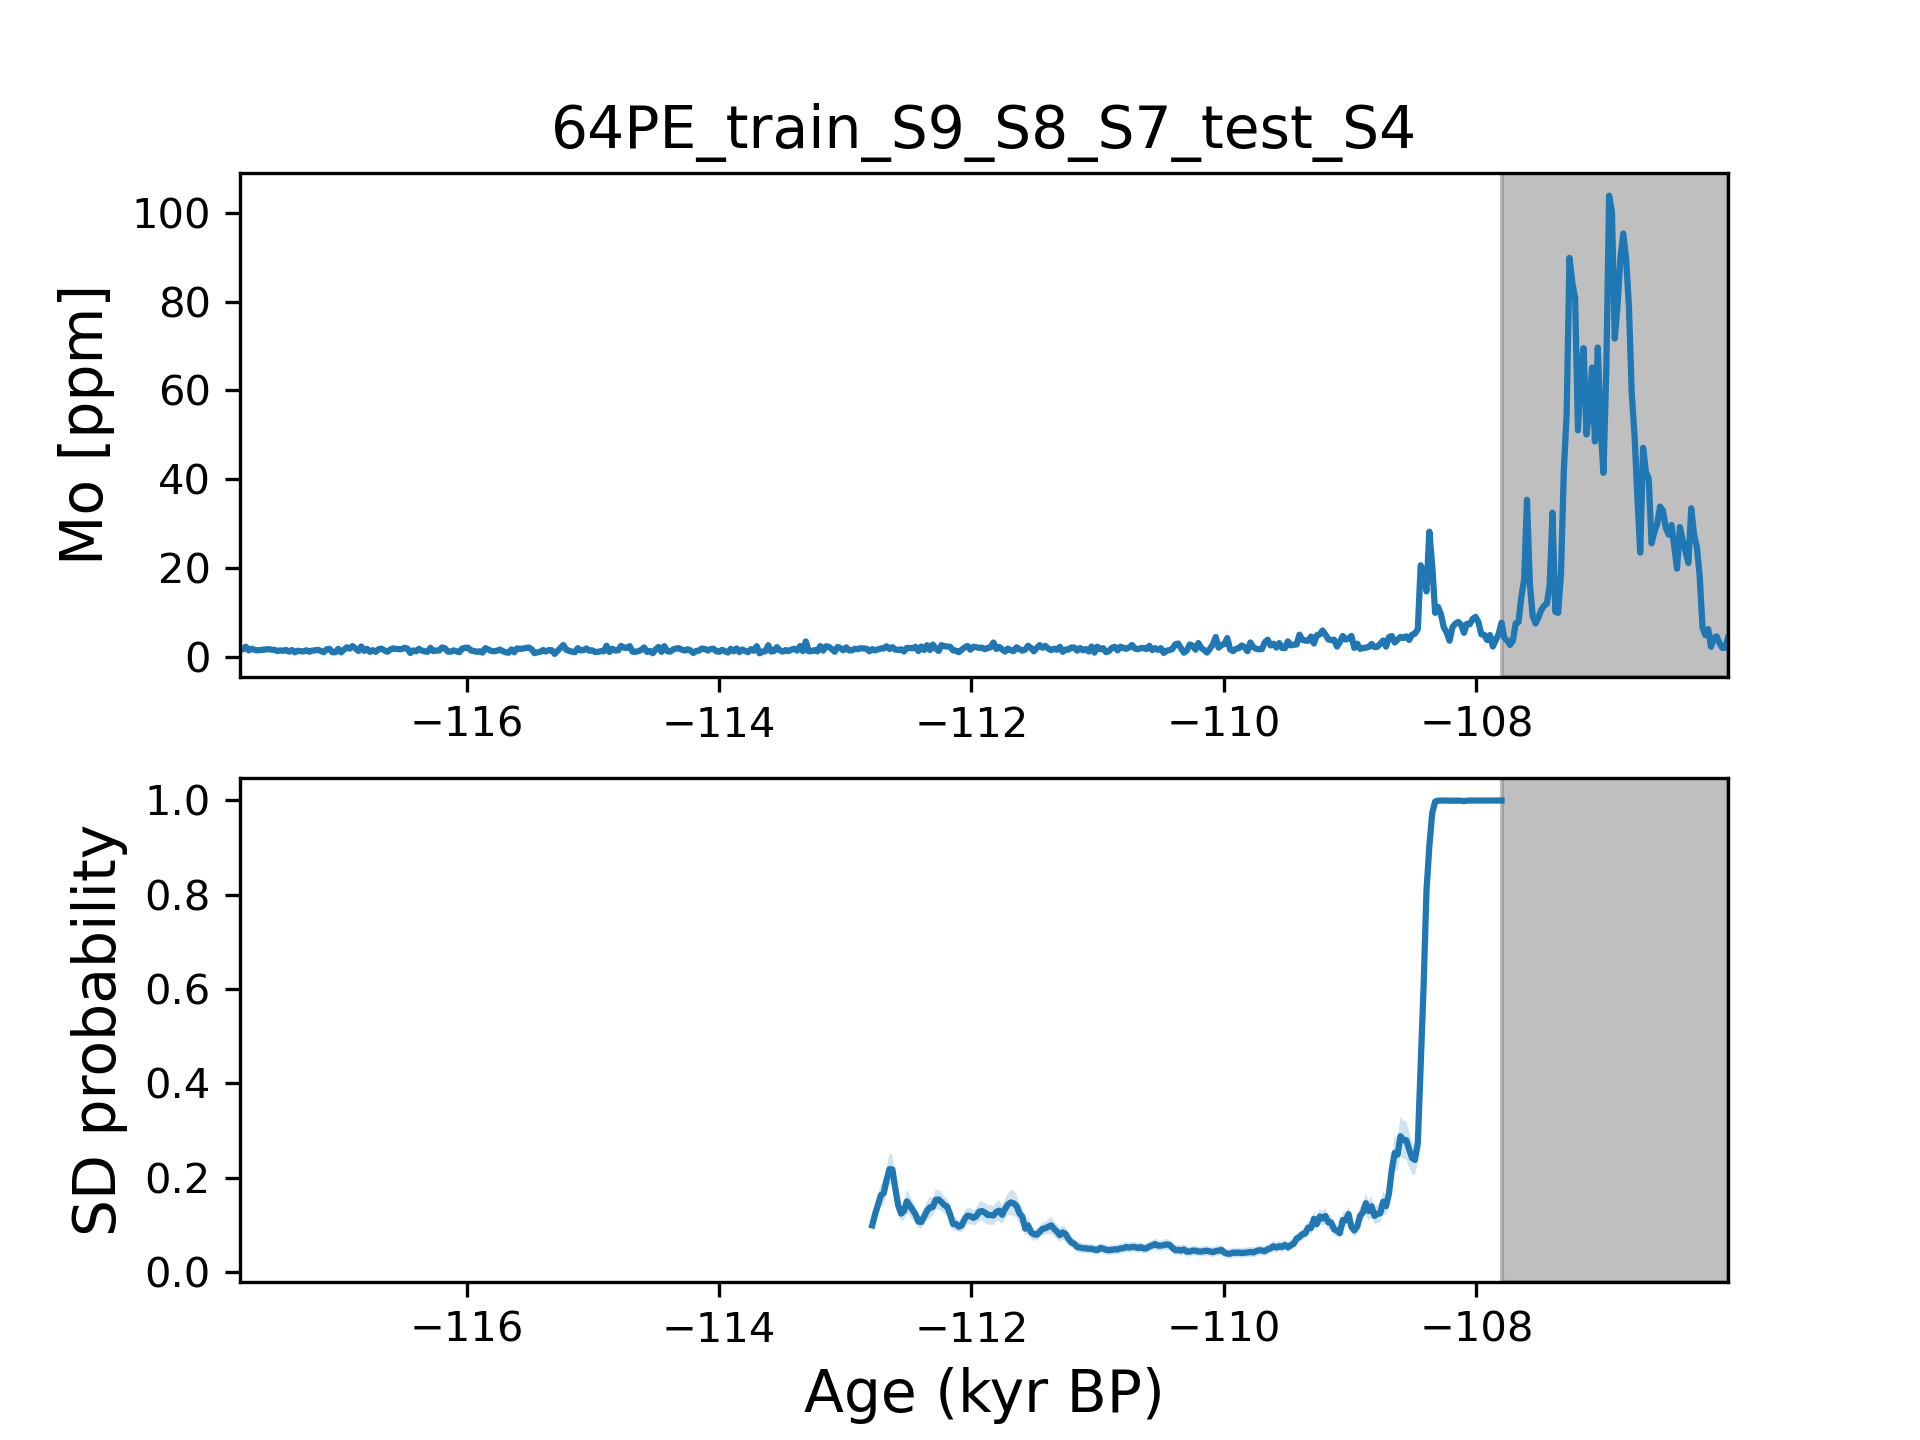 64PE_train_S9_S8_S7_test_S4
Mo [ppm]
100
80
60
40
20
0
−116 −114 −112 −110 −108
SD probability
1.0
0.8
0.6
0.4
0.2
0.0
−116 −114 −112 −110 −108
Age (kyr BP)